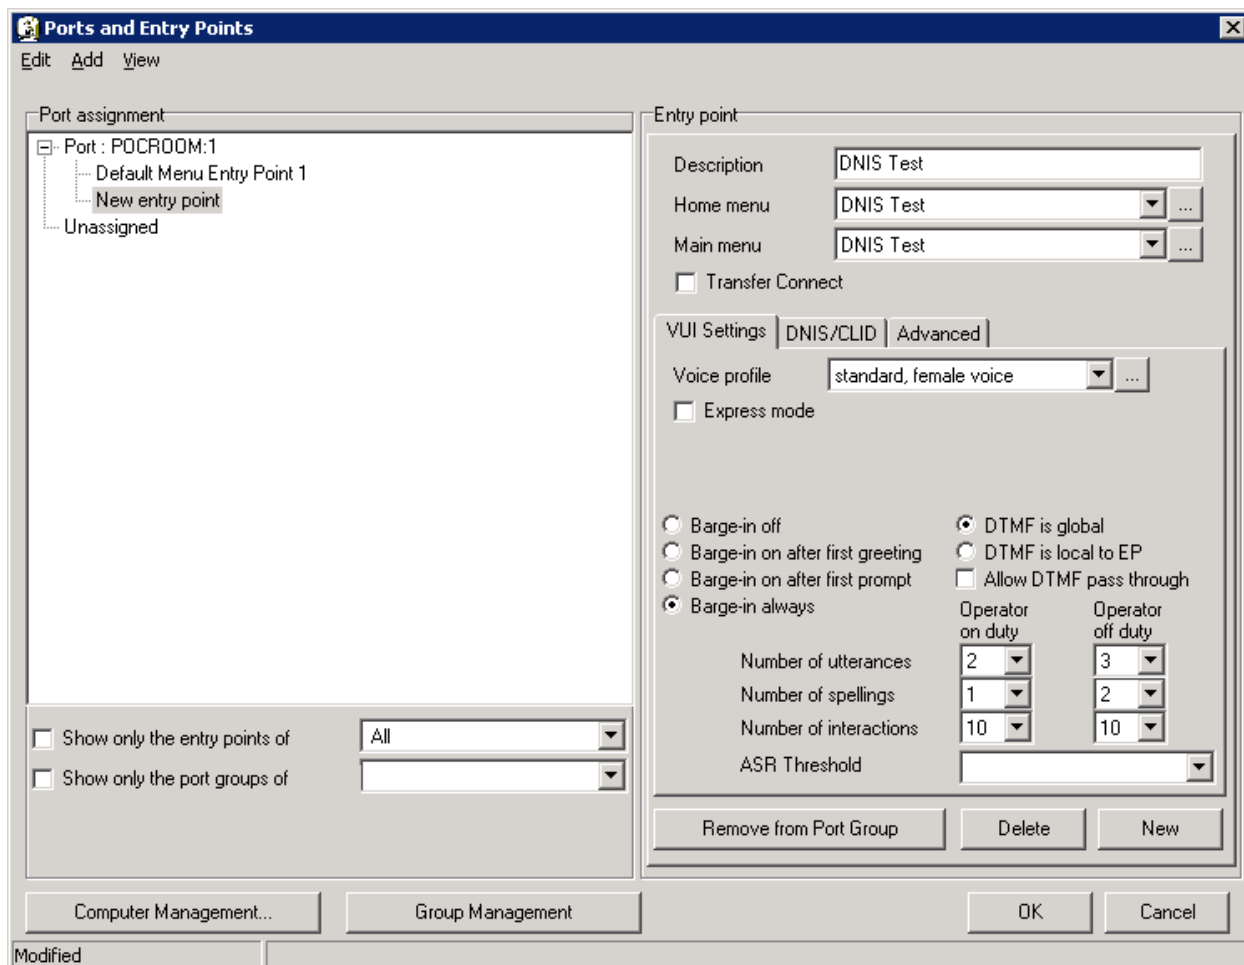 Ports and Entry Points
Edit Add View
Port assignment
Port : POCROOM:1
Default Menu Entry Point 1
New entry point
Unassigned
Show only the entry points of All
Show only the port groups of
Entry point
Description DNIS Test
Home menu DNIS Test ...
Main menu DNIS Test ...
Transfer Connect
VUI Settings DNIS/CLID Advanced
Voice profile standard, female voice ...
Express mode
Barge-in off DTMF is global
Barge-in on after first greeting DTMF is local to EP
Barge-in on after first prompt Allow DTMF pass through
Barge-in always
Operator on duty Operator off duty
Number of utterances 2 3
Number of spellings 1 2
Number of interactions 10 10
ASR Threshold
Remove from Port Group Delete New
Computer Management... Group Management OK Cancel
Modified